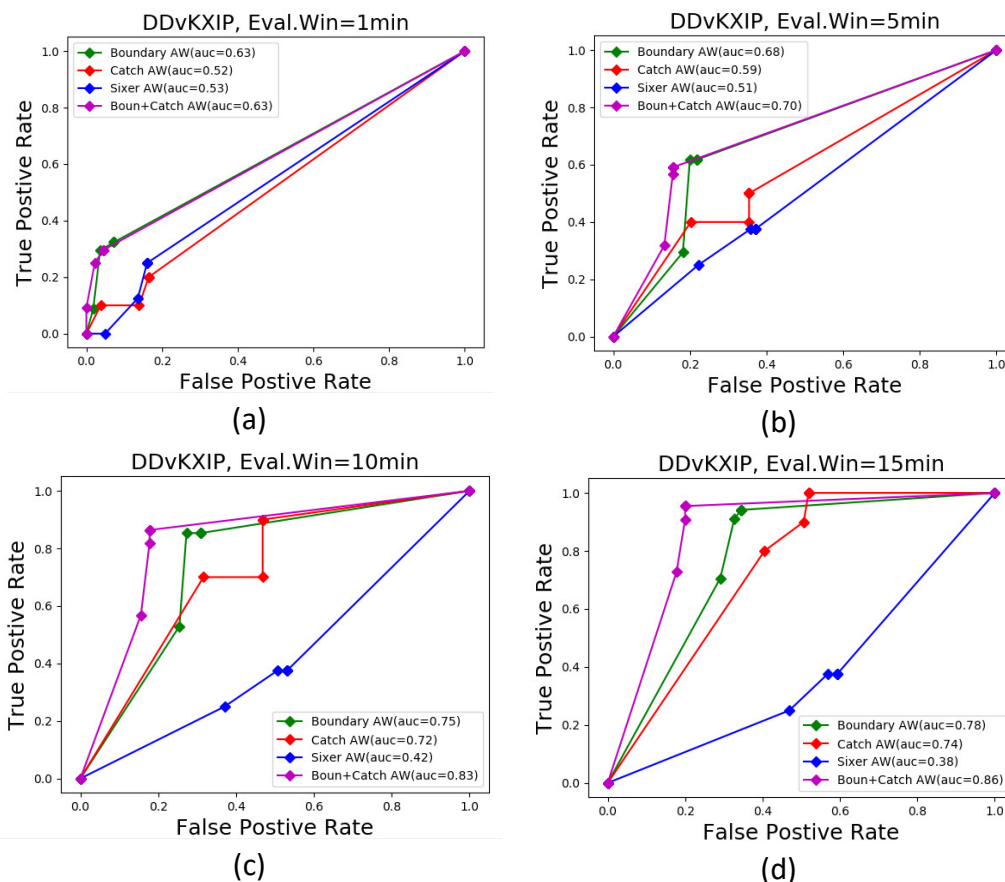 DDvKXIP, Eval.Win=1min
Boundary AW(auc=0.63)
Catch AW(auc=0.52)
Sixer AW(auc=0.53)
Boun+Catch AW(auc=0.63)
True Postive Rate
1.0
0.8
0.6
0.4
0.2
0.0
0.0 0.2 0.4 0.6 0.8 1.0
False Postive Rate
(a)
DDvKXIP, Eval.Win=5min
Boundary AW(auc=0.68)
Catch AW(auc=0.59)
Sixer AW(auc=0.51)
Boun+Catch AW(auc=0.70)
True Postive Rate
1.0
0.8
0.6
0.4
0.2
0.0
0.0 0.2 0.4 0.6 0.8 1.0
False Postive Rate
(b)
DDvKXIP, Eval.Win=10min
True Postive Rate
1.0
0.8
0.6
0.4
0.2
0.0
Boundary AW(auc=0.75)
Catch AW(auc=0.72)
Sixer AW(auc=0.42)
Boun+Catch AW(auc=0.83)
0.0 0.2 0.4 0.6 0.8 1.0
False Postive Rate
(c)
DDvKXIP, Eval.Win=15min
True Postive Rate
1.0
0.8
0.6
0.4
0.2
0.0
Boundary AW(auc=0.78)
Catch AW(auc=0.74)
Sixer AW(auc=0.38)
Boun+Catch AW(auc=0.86)
0.0 0.2 0.4 0.6 0.8 1.0
False Postive Rate
(d)